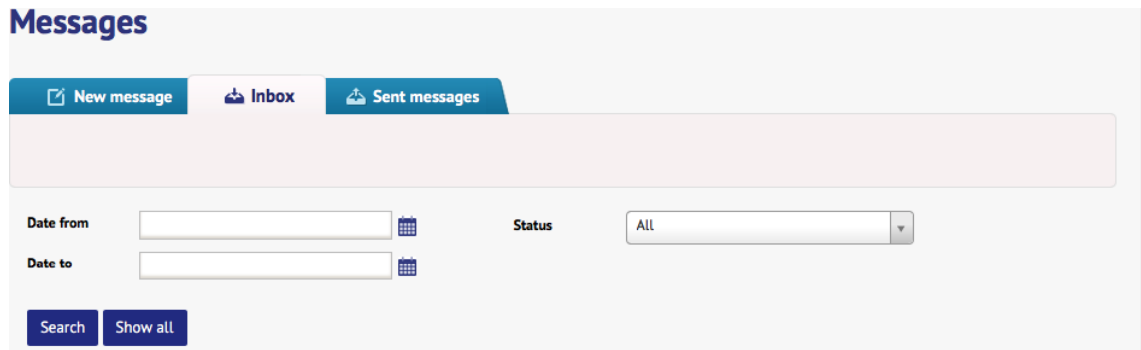 Messages
New message Inbox Sent messages
Date from Status All
Date to
Search Show all